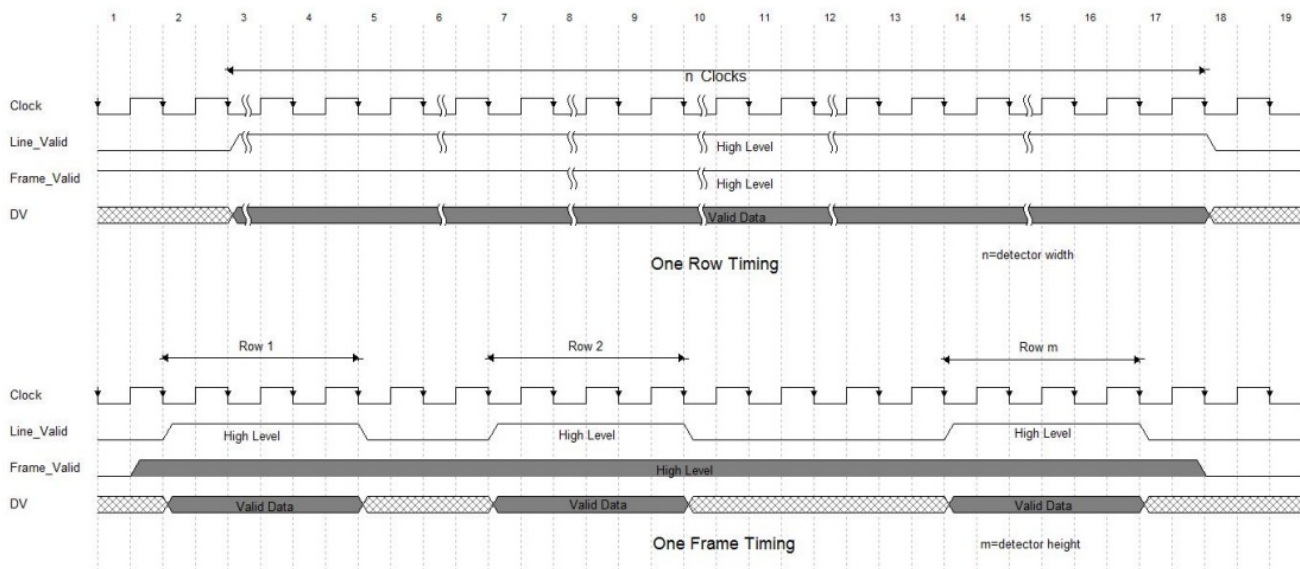 1 2 3 4 5 6 7 8 9 10 11 12 13 14 15 16 17 18 19
n Clocks
Clock
Line_Valid
High Level
Frame_Valid
High Level
DV
Valid Data
One Row Timing
n=detector width
Row 1 Row 2 Row m
Clock
Line_Valid
High Level High Level High Level
Frame_Valid
High Level
DV
Valid Data Valid Data Valid Data
One Frame Timing
m=detector height